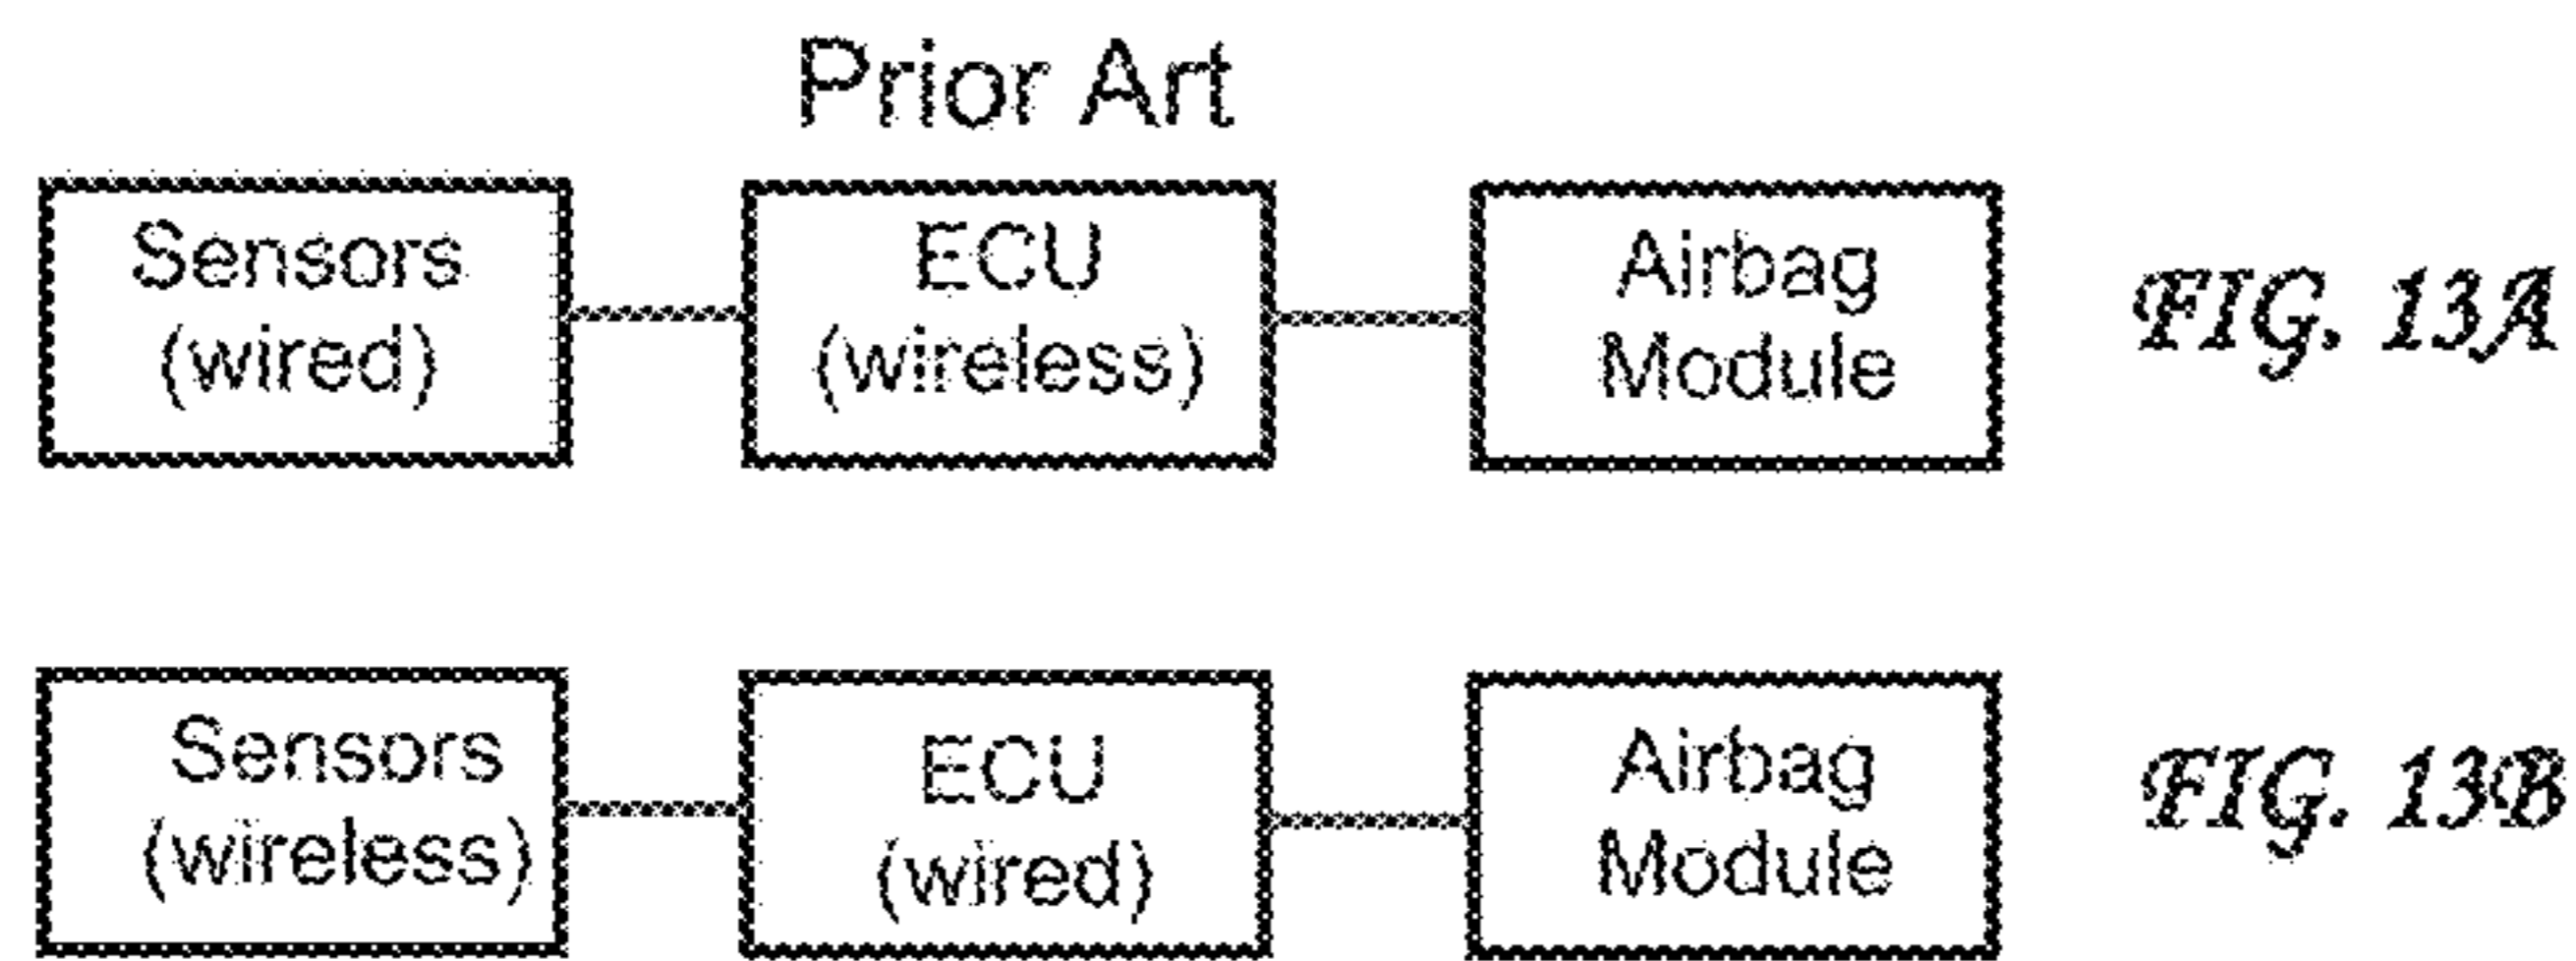 Prior Art
Sensors
(wired)
ECU
(wireless)
Airbag
Module
FIG. 13A
Sensors
(wireless)
ECU
(wired)
Airbag
Module
FIG. 13B